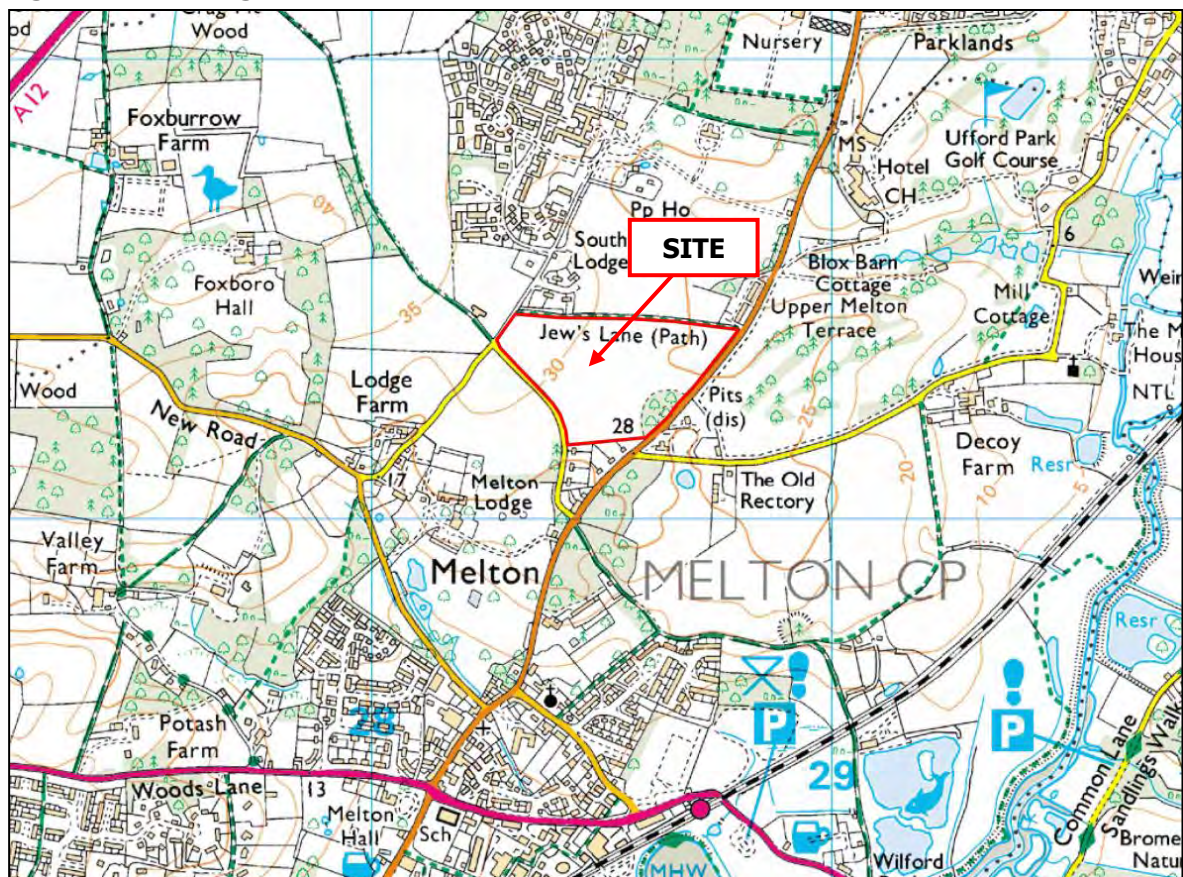 Wood
Nursery
Parklands
A12
Foxburrow
Farm
MS
Hotel
CH
Ufford Park
Golf Course
40
Pp Ho
South
Lodge
SITE
6
Weir
Foxboro
Hall
35
Blox Barn
Cottage
Upper Melton
Terrace
Mill
Cottage
The M
Hous
Jew's Lane (Path)
30
Wood
Lodge
Farm
NTL
New Road
Pits
(dis)
25
28
Decoy
Farm
Resr
17
Melton
Lodge
The Old
Rectory
20
10
5
Valley
Farm
Melton
MELTON CP
Resr
P
P
Potash
Farm
28
29
Woods Lane
13
Melton
Hall
Sch
Common Lane
Sandlings Walk
Brome
Natu
MHW
Wilford